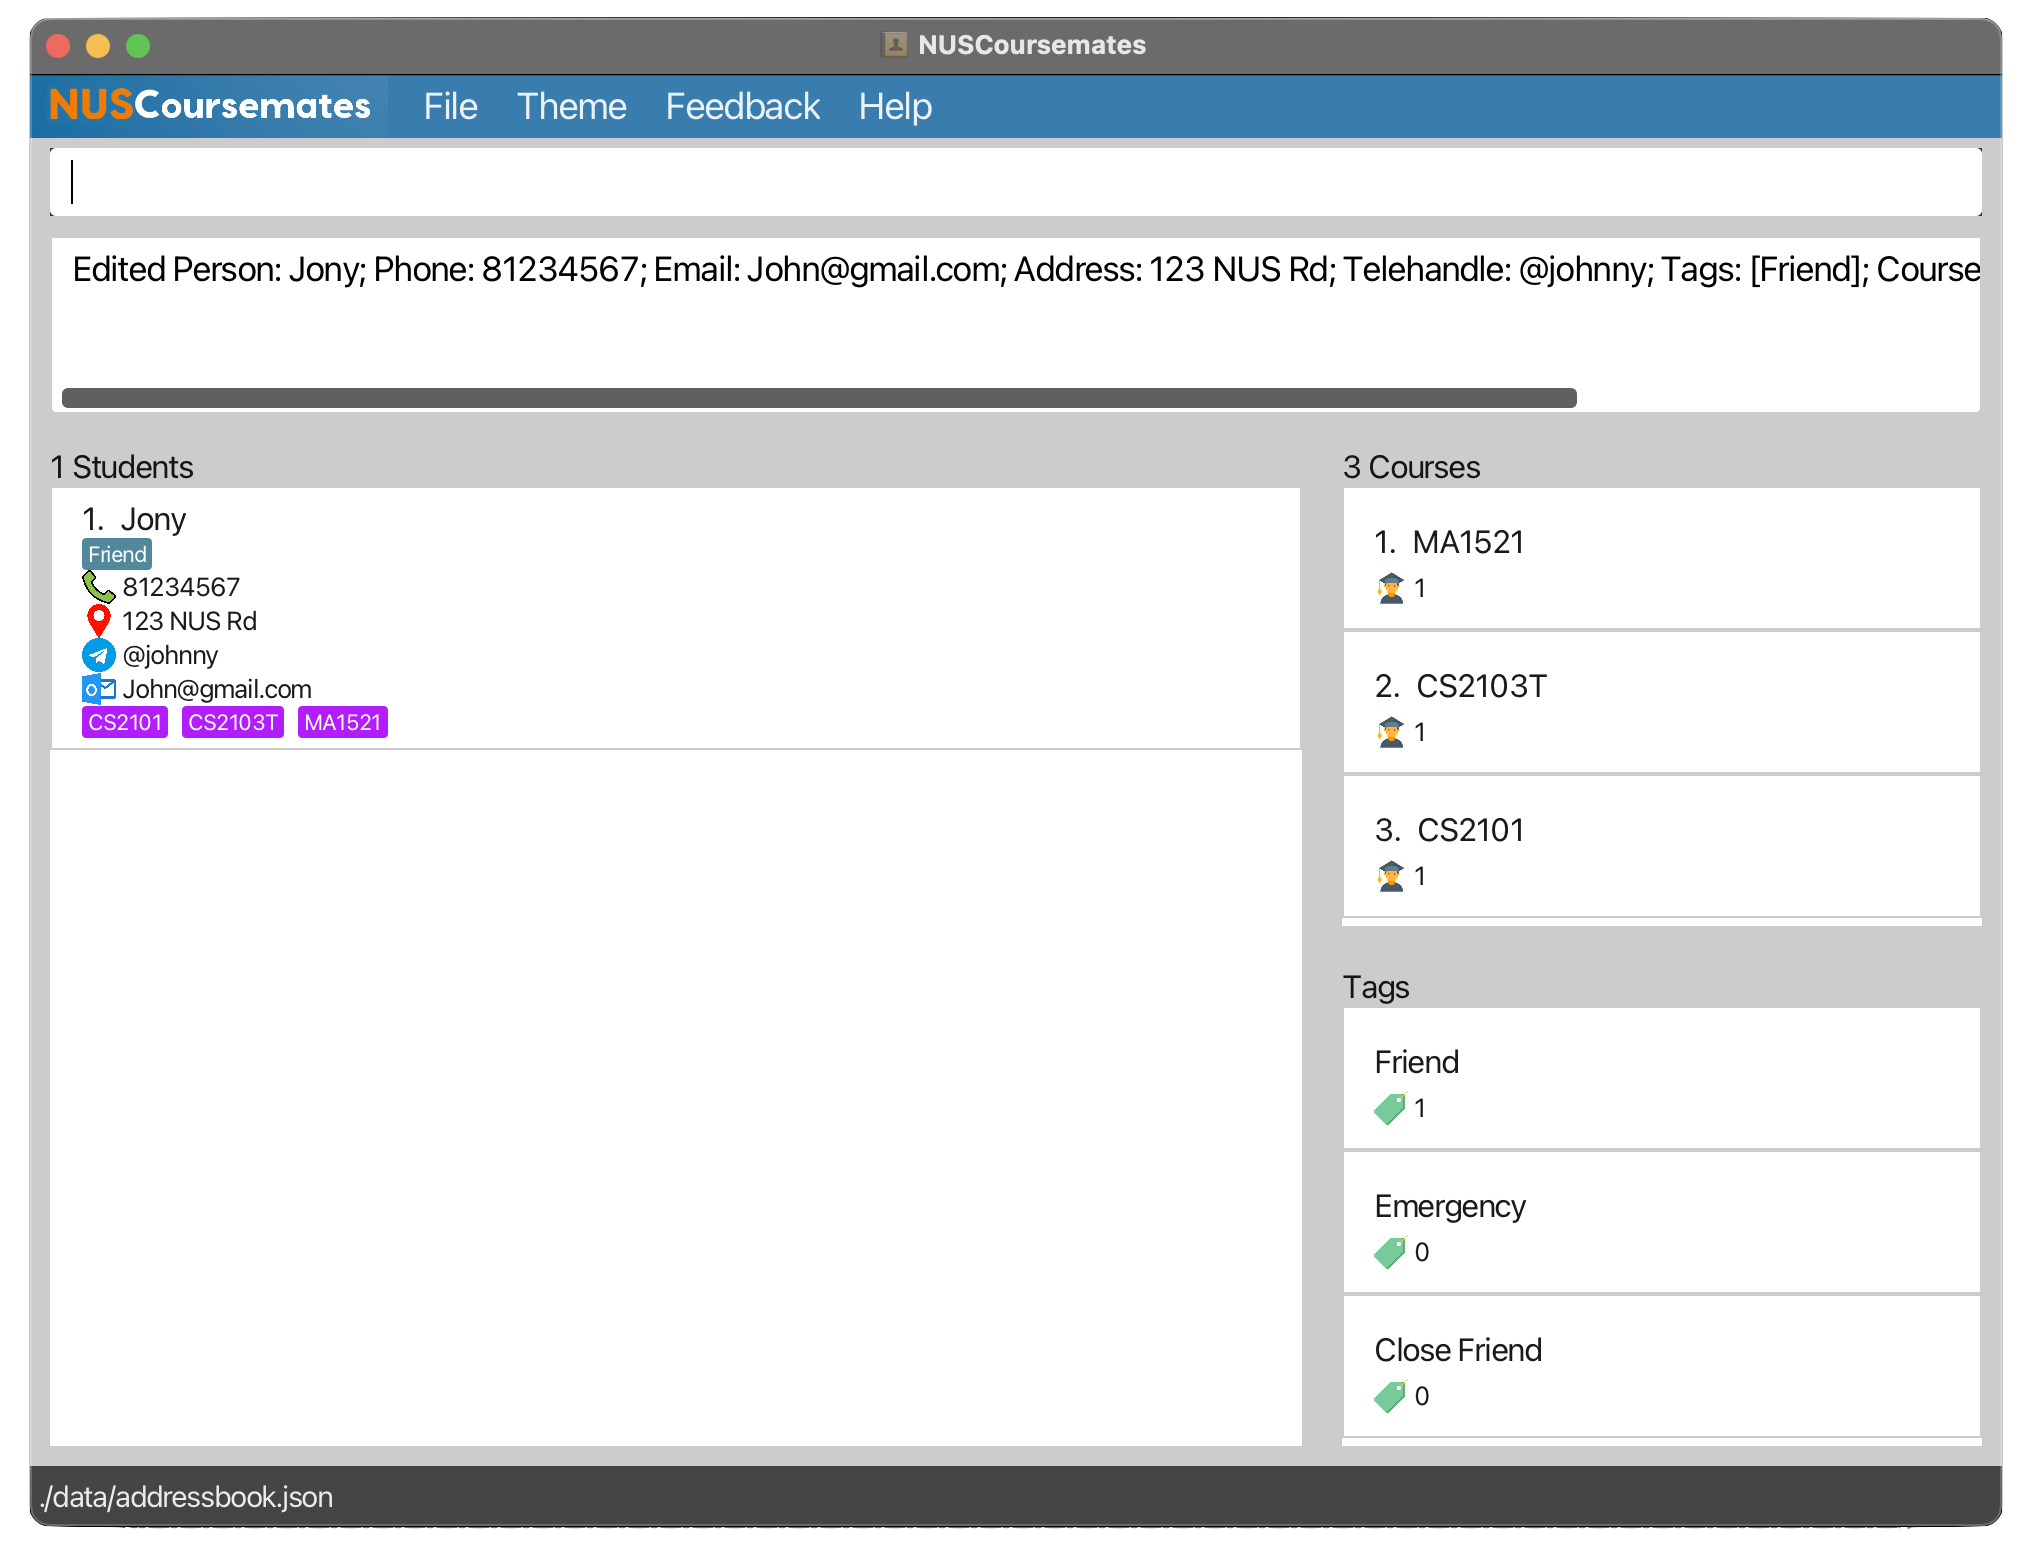 NUSCoursemates
NUSCoursemates File Theme Feedback Help
Edited Person: Jony; Phone: 81234567; Email: John@gmail.com; Address: 123 NUS Rd; Telehandle: @johnny; Tags: [Friend]; Course
1 Students
1. Jony
Friend
81234567
123 NUS Rd
@johnny
John@gmail.com
CS2101 CS2103T MA1521
3 Courses
1. MA1521
1
2. CS2103T
1
3. CS2101
1
Tags
Friend
1
Emergency
0
Close Friend
0
./data/addressbook.json